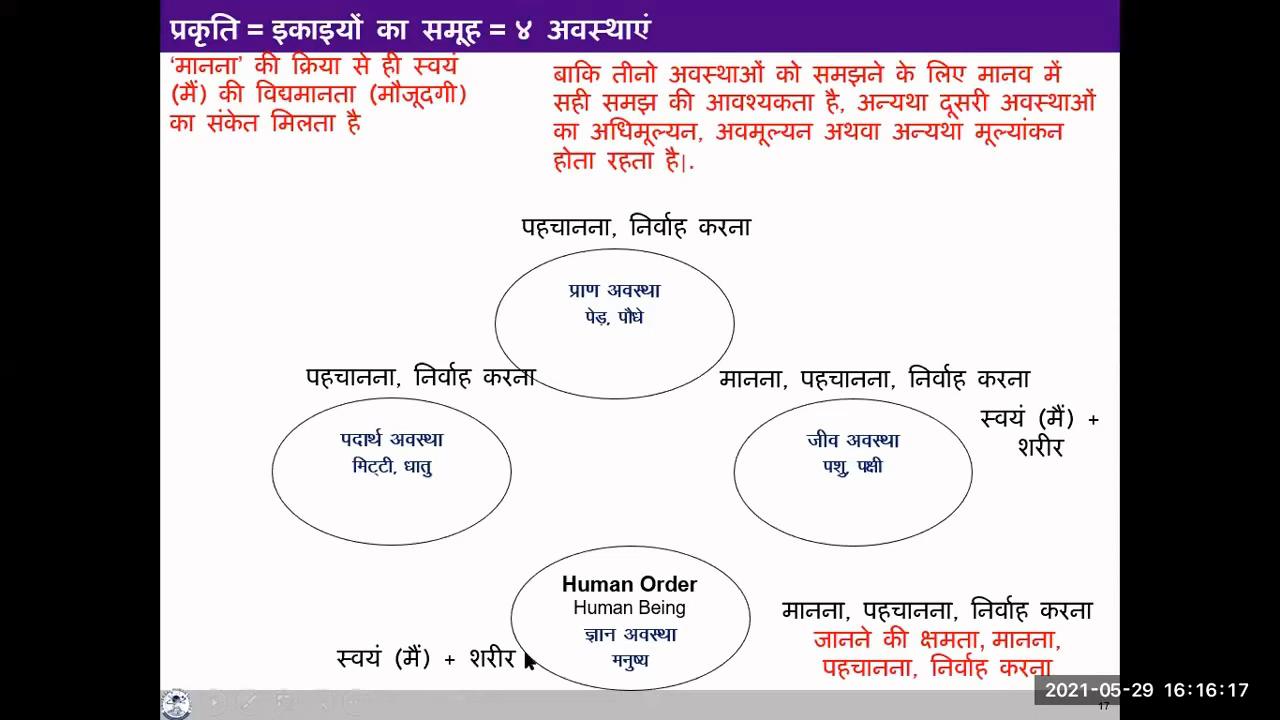 प्रकृति = इकाइयों का समूह = ४ अवस्थाएं
‘मानना’ की क्रिया से ही स्वयं
(मैं) की विद्यमानता (मौजूदगी)
का संकेत मिलता है
बाकि तीनो अवस्थाओं को समझने के लिए मानव में
सही समझ की आवश्यकता है, अन्यथा दूसरी अवस्थाओं
का अधिमूल्यन, अवमूल्यन अथवा अन्यथा मूल्यांकन
होता रहता है|.
पहचानना, निर्वाह करना
प्राण अवस्था
पेड़, पौधे
पहचानना, निर्वाह करना
पदार्थ अवस्था
मिट्टी, धातु
मानना, पहचानना, निर्वाह करना
स्वयं (मैं) +
शरीर
जीव अवस्था
पशु, पक्षी
Human Order
Human Being
ज्ञान अवस्था
मनुष्य
स्वयं (मैं) + शरीर
मानना, पहचानना, निर्वाह करना
जानने की क्षमता, मानना,
पहचानना, निर्वाह करना
2021-05-29 16:16:17
17